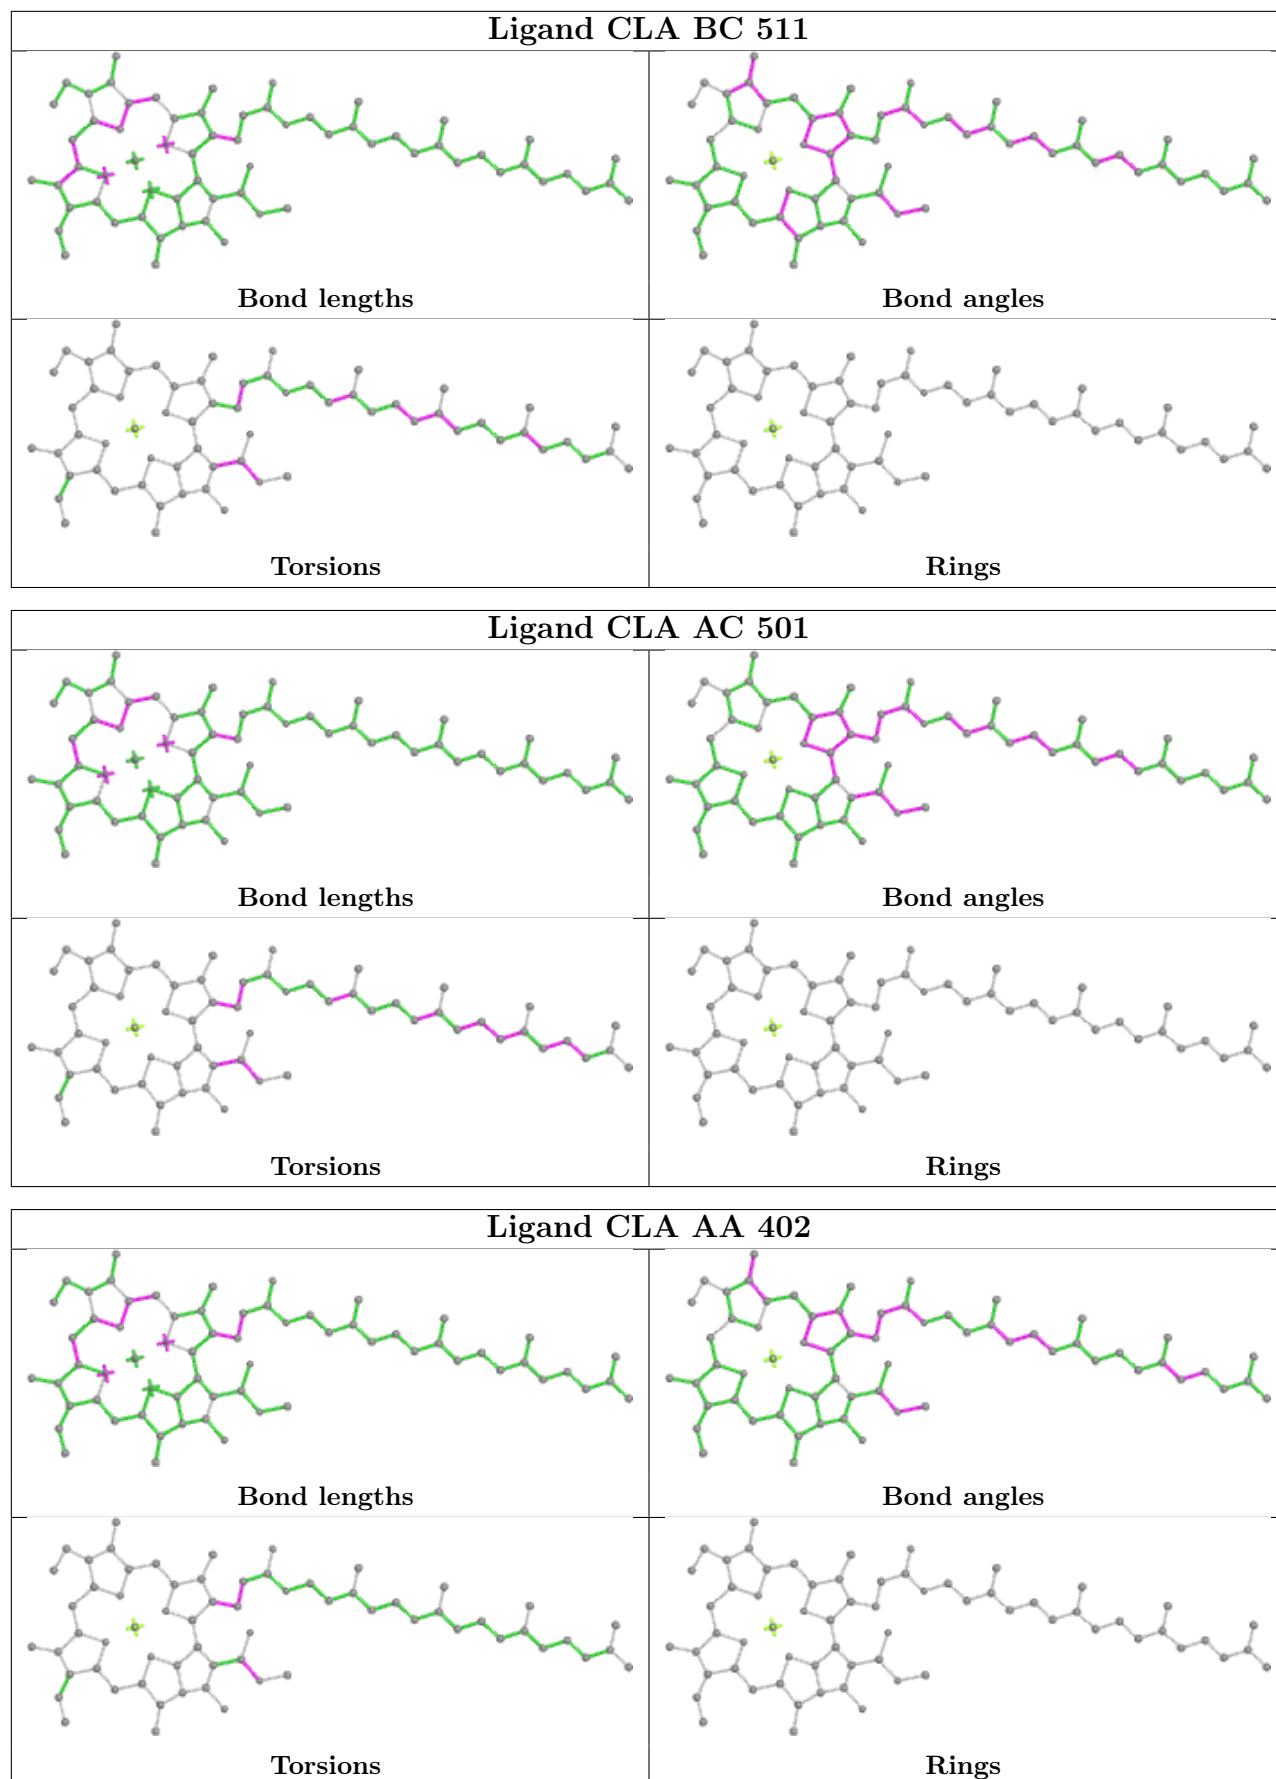 Ligand CLA BC 511
Bond lengths
Bond angles
Torsions
Rings
Ligand CLA AC 501
Bond lengths
Bond angles
Torsions
Rings
Ligand CLA AA 402
Bond lengths
Bond angles
Torsions
Rings